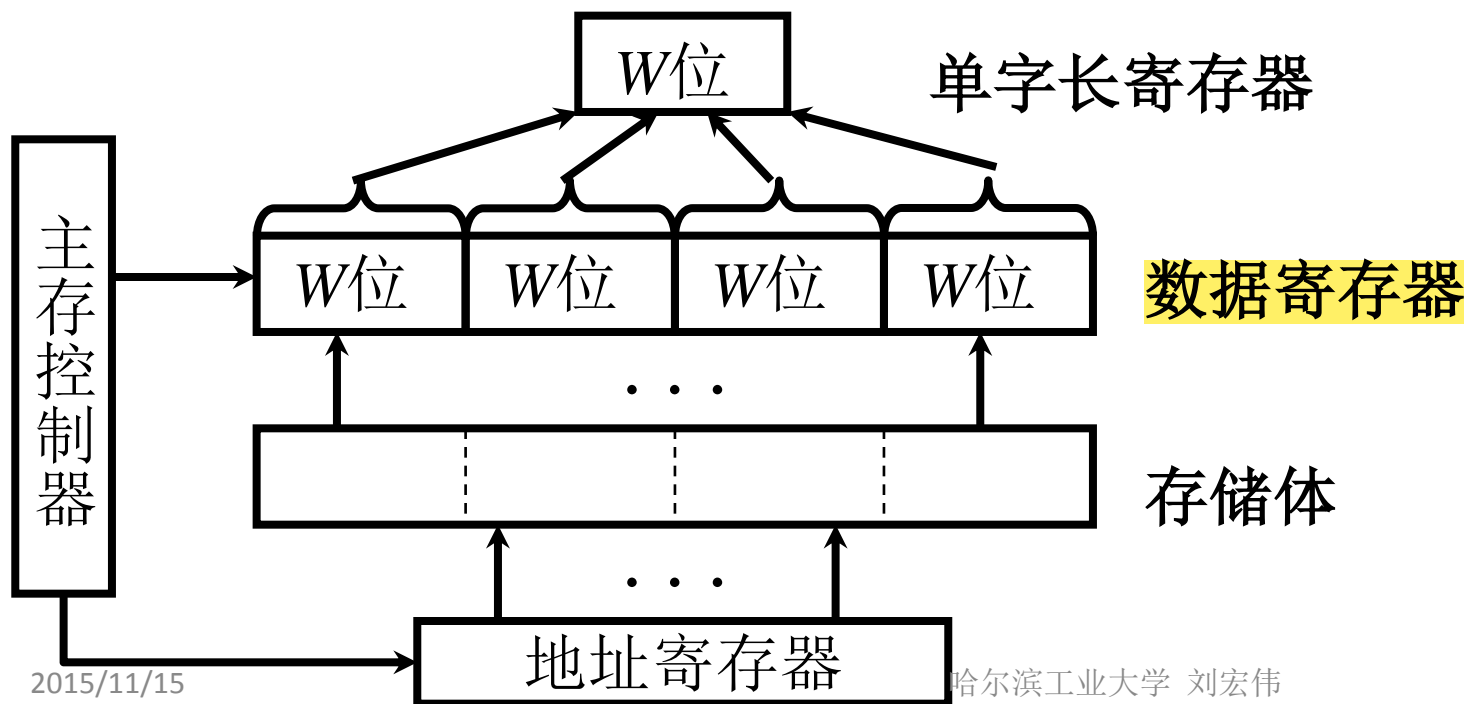 W位
单字长寄存器
主存控制器
W位 W位 W位 W位
数据寄存器
. . .
存储体
. . .
地址寄存器
2015/11/15
哈尔滨工业大学 刘宏伟